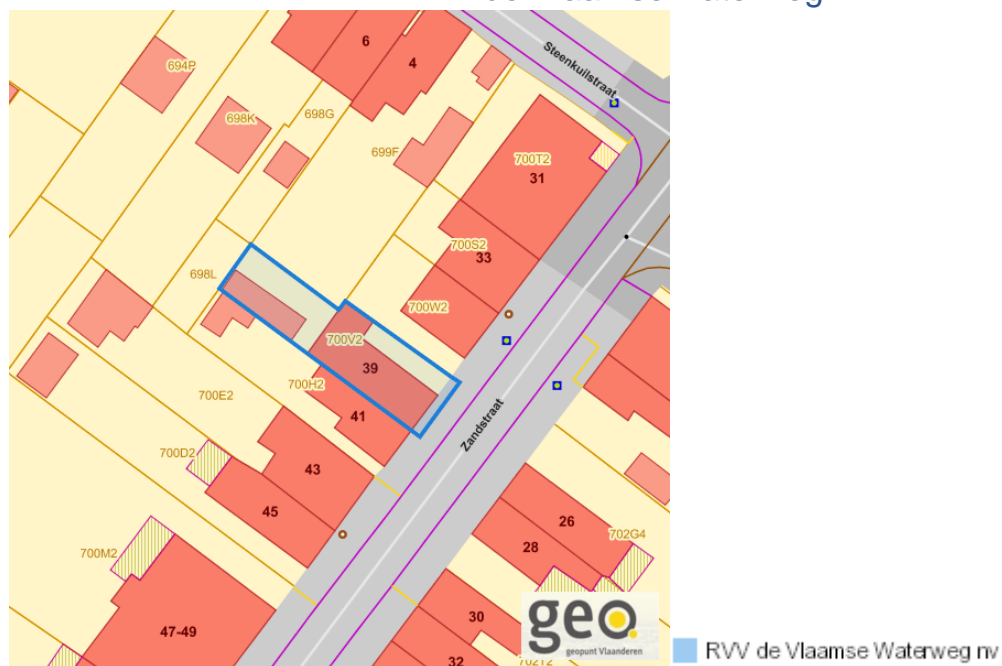 6
4
Steenkuilstraat
694P
698K
698G
699F
700T2
31
700S2
33
698L
700W2
700V2
39
700H2
700E2
41
Zandstraat
700D2
43
45
26
702G4
28
700M2
30
47-49
32
702T2
geo.
geopunt Vlaanderen
RVV de Vlaamse Waterweg nv